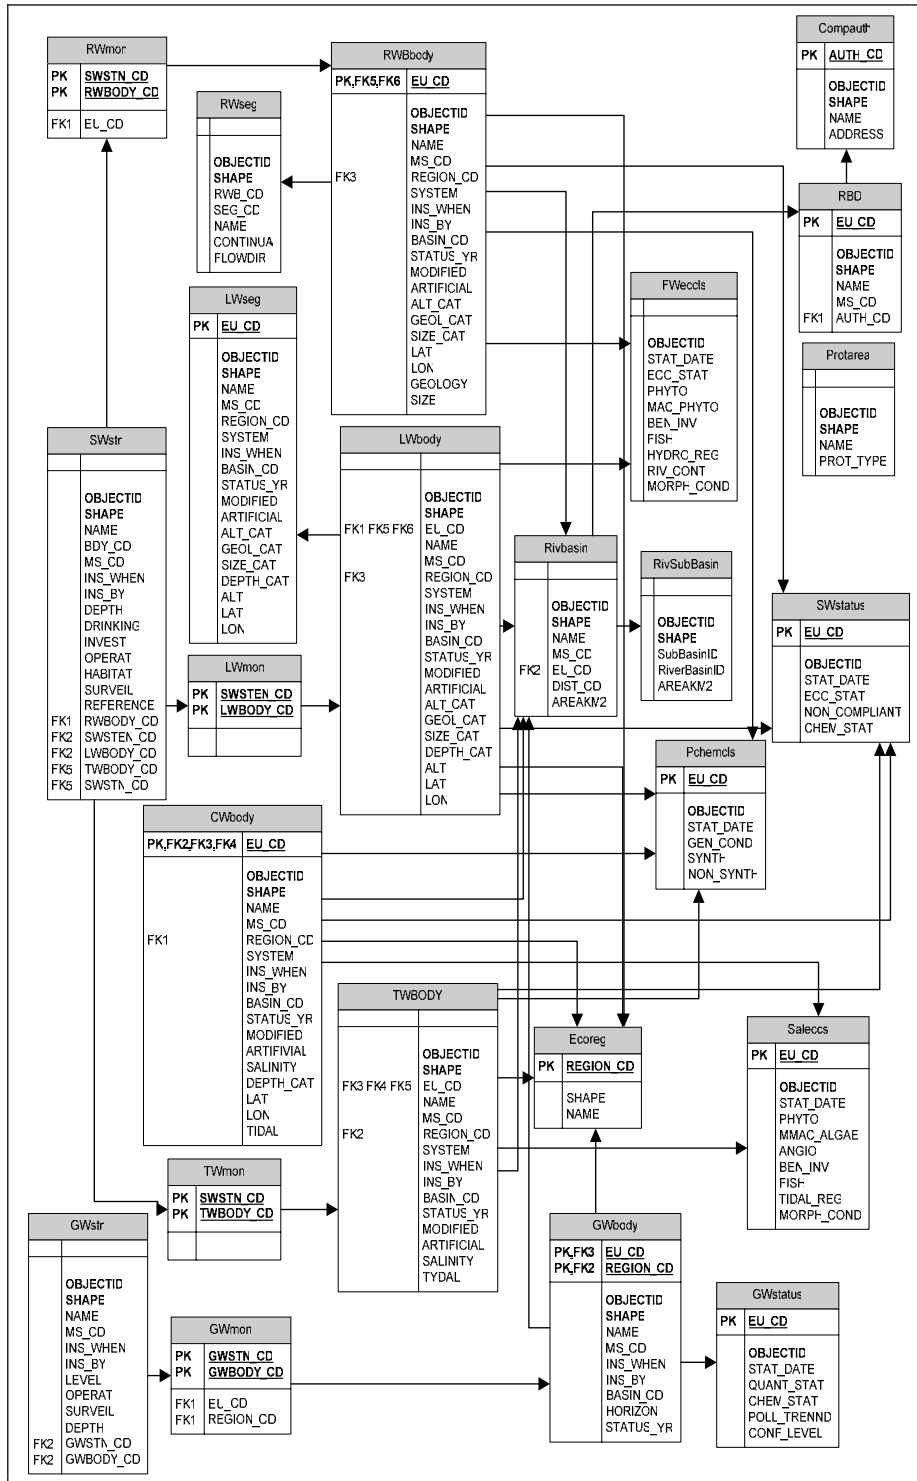 RWmon
PK SWSTN_CD
PK RWBODY_CD
FK1 EU_CD
RWBbody
PK,FK5,FK6 EU_CD
OBJECTID
SHAPE
NAME
MS_CD
FK3 REGION_CD
SYSTEM
INS_WHEN
INS_BY
BASIN_CD
STATUS_YR
MODIFIED
ARTIFICIAL
ALT_CAT
GEOL_CAT
SIZE_CAT
LAT
LON
GEOLOGY
SIZE
Compauth
PK AUTH_CD
OBJECTID
SHAPE
NAME
ADDRESS
RWseg
OBJECTID
SHAPE
RWB_CD
SEG_CD
NAME
CONTINUA
FLOWDIR
RBD
PK EU_CD
OBJECTID
SHAPE
NAME
MS_CD
FK1 AUTH_CD
LWseg
PK EU_CD
OBJECTID
SHAPE
NAME
MS_CD
REGION_CD
SYSTEM
INS_WHEN
BASIN_CD
STATUS_YR
MODIFIED
ARTIFICIAL
ALT_CAT
GEOL_CAT
SIZE_CAT
DEPTH_CAT
ALT
LAT
LON
FWeccls
OBJECTID
STAT_DATE
ECC_STAT
PHYTO
MAC_PHYTO
BEN_INV
FISH
HYDRO_REG
RIV_CONT
MORPH_COND
Protarea
OBJECTID
SHAPE
NAME
PROT_TYPE
SWstr
OBJECTID
SHAPE
NAME
BDY_CD
MS_CD
INS_WHEN
INS_BY
DEPTH
DRINKING
INVEST
OPERAT
HABITAT
SURVEIL
REFERENCE
FK1 RWBODY_CD
FK2 SWSTEN_CD
FK2 LWBODY_CD
FK5 TWBODY_CD
FK5 SWSTN_CD
LWbody
OBJECTID
SHAPE
FK1 FK5 FK6 EU_CD
NAME
MS_CD
FK3 REGION_CD
SYSTEM
INS_WHEN
INS_BY
BASIN_CD
STATUS_YR
MODIFIED
ARTIFICIAL
ALT_CAT
GEOL_CAT
SIZE_CAT
DEPTH_CAT
ALT
LAT
LON
Rivbasin
OBJECTID
SHAPE
NAME
MS_CD
FK2 EU_CD
DIST_CD
AREAKM2
RivSubBasin
OBJECTID
SHAPE
SubBasinID
RiverBasinID
AREAKM2
SWstatus
PK EU_CD
OBJECTID
STAT_DATE
ECC_STAT
NON_COMPLIANT
CHEM_STAT
LWmon
PK SWSTEN_CD
PK LWBODY_CD
Pchemcls
PK EU_CD
OBJECTID
STAT_DATE
GEN_COND
SYNTH
NON_SYNTH
CWbody
PK,FK2,FK3,FK4 EU_CD
OBJECTID
SHAPE
NAME
MS_CD
FK1 REGION_CD
SYSTEM
INS_WHEN
INS_BY
BASIN_CD
STATUS_YR
MODIFIED
ARTIFIVIAL
SALINITY
DEPTH_CAT
LAT
LON
TIDAL
TWBODY
OBJECTID
SHAPE
FK3 FK4 FK5 EU_CD
NAME
MS_CD
FK2 REGION_CD
SYSTEM
INS_WHEN
INS_BY
BASIN_CD
STATUS_YR
MODIFIED
ARTIFICIAL
SALINITY
TYDAL
Ecoreg
PK REGION_CD
SHAPE
NAME
Saleccs
PK EU_CD
OBJECTID
STAT_DATE
PHYTO
MMAC_ALGAE
ANGIO
BEN_INV
FISH
TIDAL_REG
MORPH_COND
TWmon
PK SWSTN_CD
PK TWBODY_CD
GWstr
OBJECTID
SHAPE
NAME
MS_CD
INS_WHEN
INS_BY
LEVEL
OPERAT
SURVEIL
DEPTH
FK2 GWSTN_CD
FK2 GWBODY_CD
GWmon
PK GWSTN_CD
PK GWBODY_CD
FK1 EU_CD
FK1 REGION_CD
GWbody
PK,FK3 EU_CD
PK,FK2 REGION_CD
OBJECTID
SHAPE
NAME
MS_CD
INS_WHEN
INS_BY
BASIN_CD
HORIZON
STATUS_YR
GWstatus
PK EU_CD
OBJECTID
STAT_DATE
QUANT_STAT
CHEM_STAT
POLL_TRENND
CONF_LEVEL